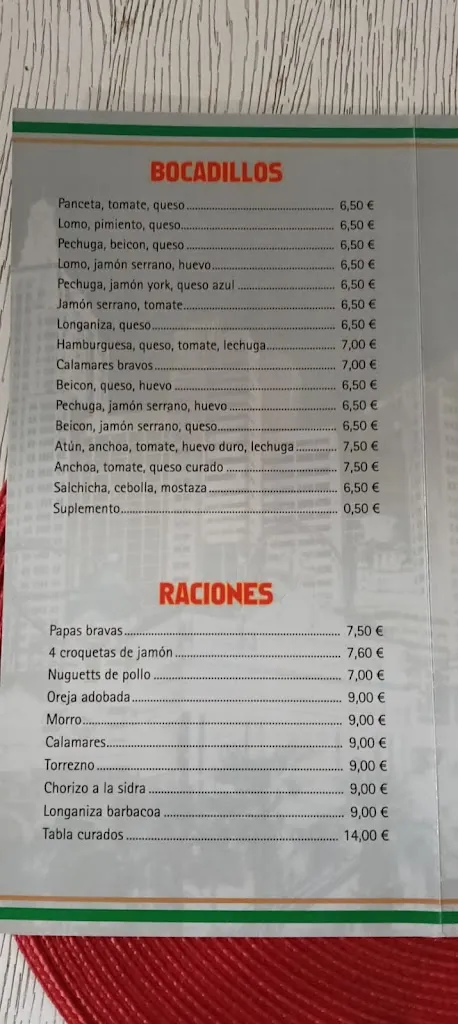 BOCADILLOS
Panceta, tomate, queso 6,50 €
Lomo, pimiento, queso 6,50 €
Pechuga, beicon, queso 6,50 €
Lomo, jamón serrano, huevo 6,50 €
Pechuga, jamón york, queso azul 6,50 €
Jamón serrano, tomate 6,50 €
Longaniza, queso 6,50 €
Hamburguesa, queso, tomate, lechuga 7,00 €
Calamares bravos 7,00 €
Beicon, queso, huevo 6,50 €
Pechuga, jamón serrano, huevo 6,50 €
Beicon, jamón serrano, queso 6,50 €
Atún, anchoa, tomate, huevo duro, lechuga 7,50 €
Anchoa, tomate, queso curado 7,50 €
Salchicha, cebolla, mostaza 6,50 €
Suplemento 0,50 €
RACIONES
Papas bravas 7,50 €
4 croquetas de jamón 7,60 €
Nuguetts de pollo 7,00 €
Oreja adobada 9,00 €
Morro 9,00 €
Calamares 9,00 €
Torrezno 9,00 €
Chorizo a la sidra 9,00 €
Longaniza barbacoa 9,00 €
Tabla curados 14,00 €